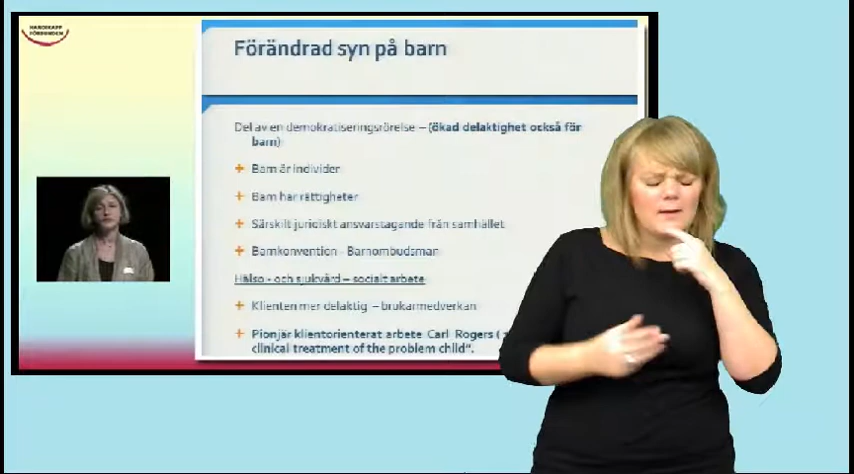 HANDIKAPP
FÖRBUNDEN
Förändrad syn på barn
Del av en demokratiseringsrörelse – (ökad delaktighet också för
barn)
+ Barn är individer
+ Barn har rättigheter
+ Särskilt juridiskt ansvarstagande från samhället
+ Barnkonvention - Barnombudsman
Hälso - och sjukvård – socialt arbete
+ Klienten mer delaktig – brukarmedverkan
+ Pionjär klientorienterat arbete Carl Rogers (
clinical treatment of the problem child".